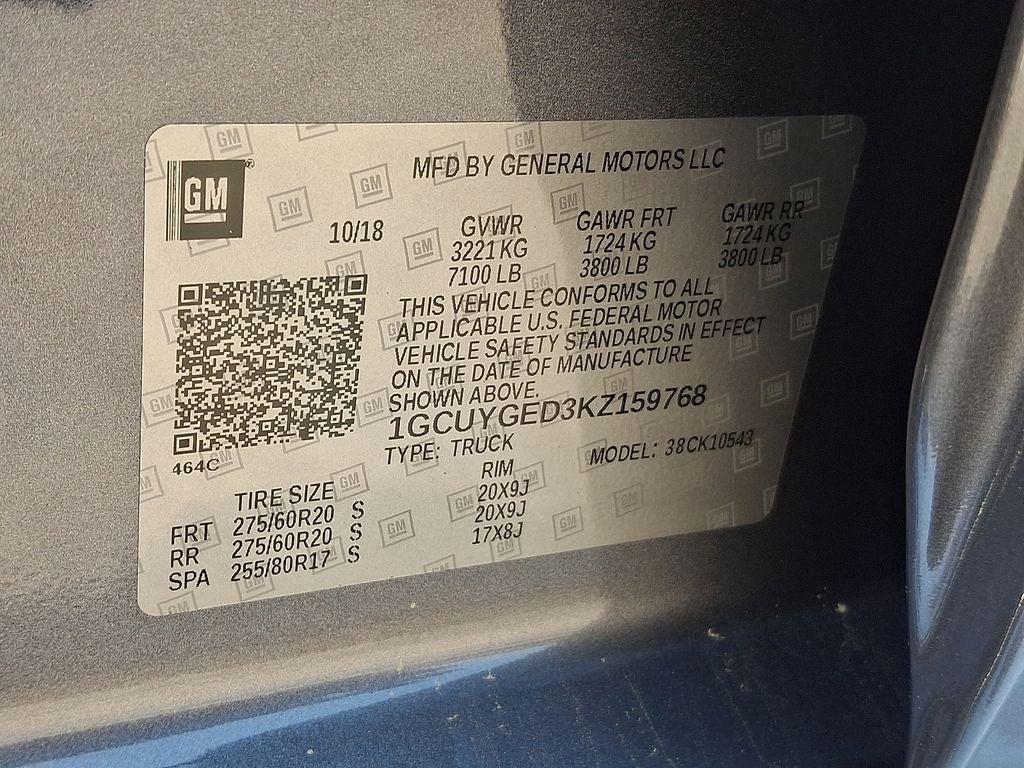 GM
MFD BY GENERAL MOTORS LLC
10/18 GVWR GAWR FRT GAWR RR
3221 KG 1724 KG 1724 KG
7100 LB 3800 LB 3800 LB
THIS VEHICLE CONFORMS TO ALL
APPLICABLE U.S. FEDERAL MOTOR
VEHICLE SAFETY STANDARDS IN EFFECT
ON THE DATE OF MANUFACTURE
SHOWN ABOVE.
1GCUYGED3KZ159768
TYPE: TRUCK MODEL: 38CK10543
464C
TIRE SIZE RIM
FRT 275/60R20 S 20X9J
RR 275/60R20 S 20X9J
SPA 255/80R17 S 17X8J